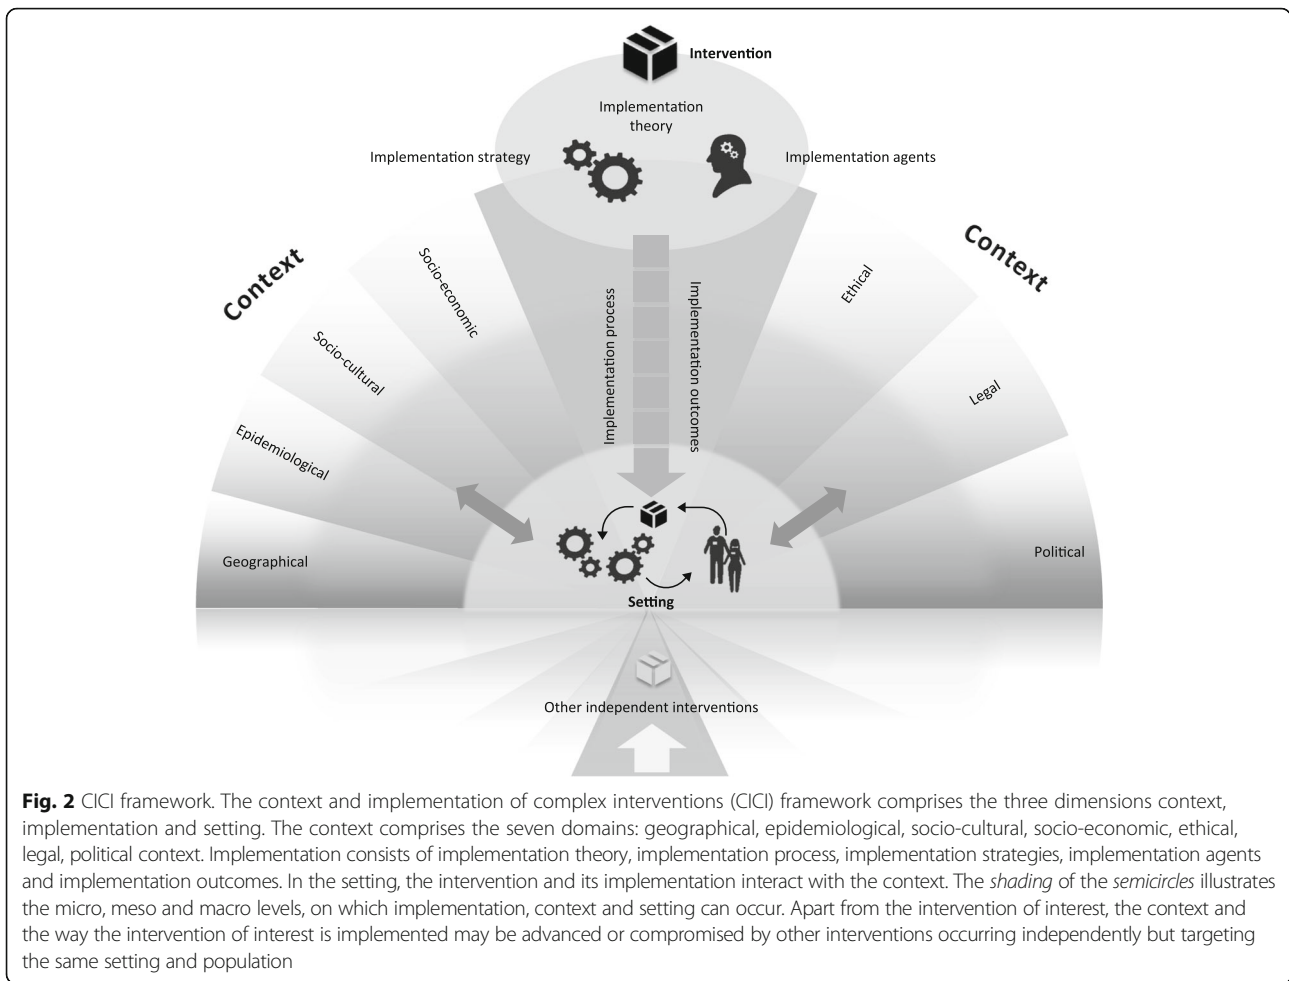 Intervention
Implementation
theory
Implementation strategy
Implementation agents
Context
Context
Socio-economic
Ethical
Implementation process
Implementation outcomes
Socio-cultural
Legal
Epidemiological
Geographical
Political
Setting
Other independent interventions
Fig. 2 CICI framework. The context and implementation of complex interventions (CICI) framework comprises the three dimensions context,
implementation and setting. The context comprises the seven domains: geographical, epidemiological, socio-cultural, socio-economic, ethical,
legal, political context. Implementation consists of implementation theory, implementation process, implementation strategies, implementation agents
and implementation outcomes. In the setting, the intervention and its implementation interact with the context. The shading of the semicircles illustrates
the micro, meso and macro levels, on which implementation, context and setting can occur. Apart from the intervention of interest, the context and
the way the intervention of interest is implemented may be advanced or compromised by other interventions occurring independently but targeting
the same setting and population